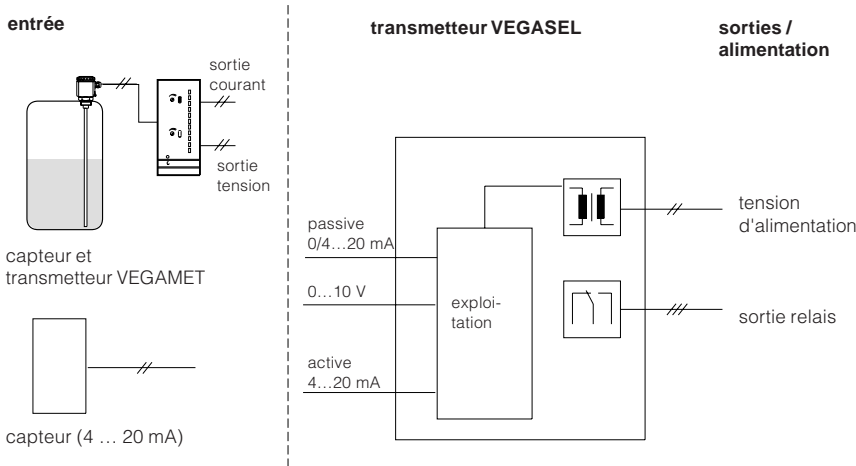 entrée
transmetteur VEGASEL
sorties /
alimentation
sortie
courant
sortie
tension
capteur et
transmetteur VEGAMET
capteur (4 … 20 mA)
passive
0/4…20 mA
0…10 V
active
4…20 mA
exploi-
tation
tension
d'alimentation
sortie relais